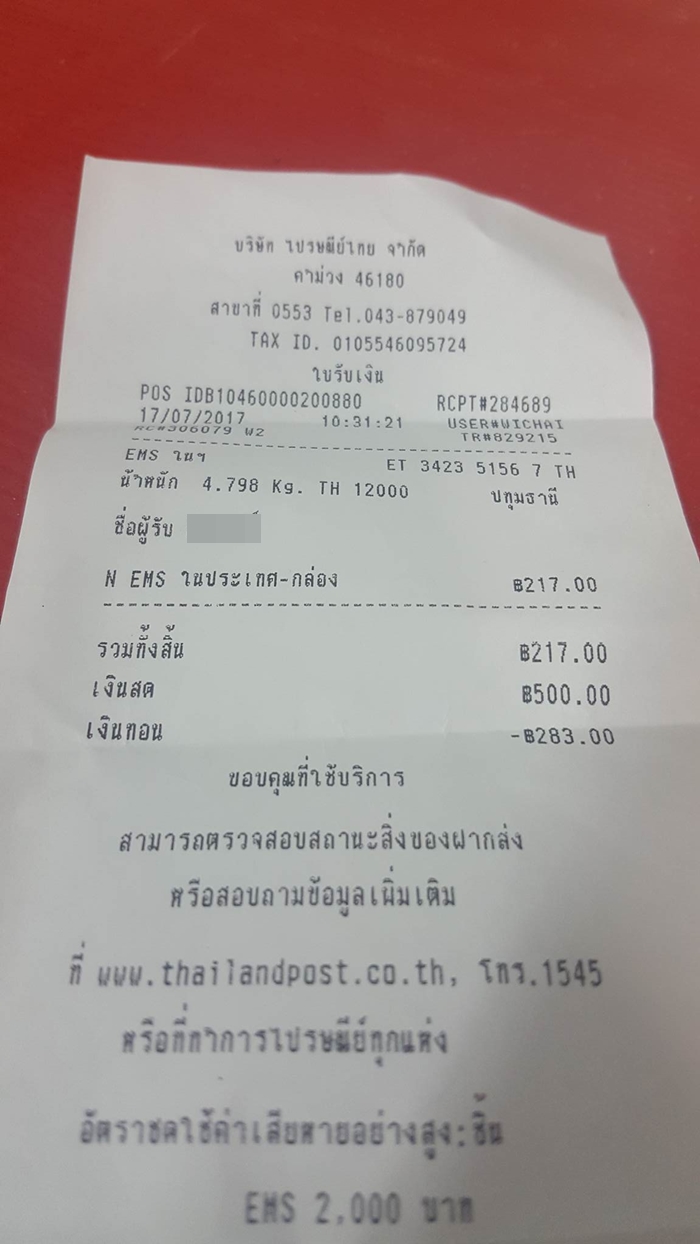 บริษัท ไปรษณีย์ไทย จำกัด
คำม่วง 46180
สาขาที่ 0553 Tel.043-879049
TAX ID. 0105546095724
ใบรับเงิน
POS IDB10460000200880 RCPT#284689
17/07/2017 10:31:21 USER#WICHAI
RC#306079 W2 TR#829215
EMS ในฯ ET 3423 5156 7 TH
น้ำหนัก 4.798 Kg. TH 12000 ปทุมธานี
ชื่อผู้รับ
N EMS ในประเทศ-กล่อง ฿217.00
รวมทั้งสิ้น ฿217.00
เงินสด ฿500.00
เงินทอน -฿283.00
ขอบคุณที่ใช้บริการ
สามารถตรวจสอบสถานะสิ่งของฝากส่ง
หรือสอบถามข้อมูลเพิ่มเติม
ที่ www.thailandpost.co.th, โทร.1545
หรือที่ทำการไปรษณีย์ทุกแห่ง
อัตราชดใช้ค่าเสียหายอย่างสูง:ชิ้น
EMS 2,000 บาท